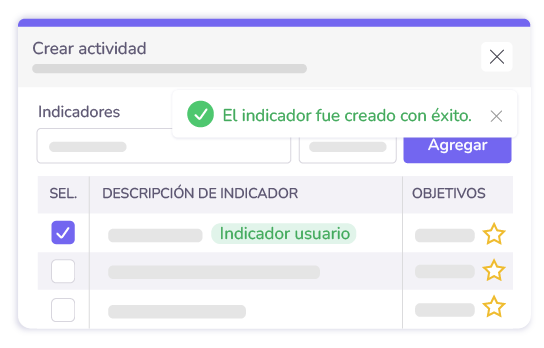 Crear actividad
Indicadores
El indicador fue creado con éxito.
Agregar
SEL. DESCRIPCIÓN DE INDICADOR OBJETIVOS
Indicador usuario